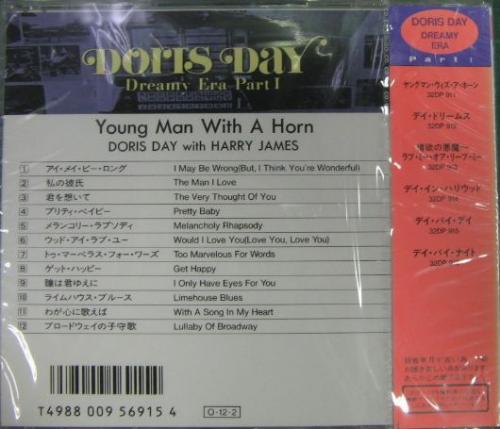 Doris Day
Dreamy Era Part I
Young Man With A Horn
DORIS DAY with HARRY JAMES
1 アイ・メイ・ビー・ロング I May Be Wrong(But, I Think You're Wonderful)
2 私の彼氏 The Man I Love
3 君を想いて The Very Thought Of You
4 プリティ・ベイビー Pretty Baby
5 メランコリー・ラプソディ Melancholy Rhapsody
6 ウッド・アイ・ラブ・ユー Would I Love You(Love You, Love You)
7 トゥ・マーベラス・フォー・ワーズ Too Marvelous For Words
8 ゲット・ハッピー Get Happy
9 瞳は君ゆえに I Only Have Eyes For You
10 ライムハウス・ブルース Limehouse Blues
11 わが心に歌えば With A Song In My Heart
12 ブロードウェイの子守歌 Lullaby Of Broadway
T4988 009 56915 4
O-12-2
DORIS DAY
DREAMY
ERA
Part I
ヤングマン・ウィズ・ア・ホーン
32DP 911
デイ・ドリームス
32DP 912
情欲の悪魔〜
ラブ・ミー・オア・リーブ・ミー
32DP 913
デイ・イン・ハリウッド
32DP 914
デイ・バイ・デイ
32DP 915
デイ・バイ・ナイト